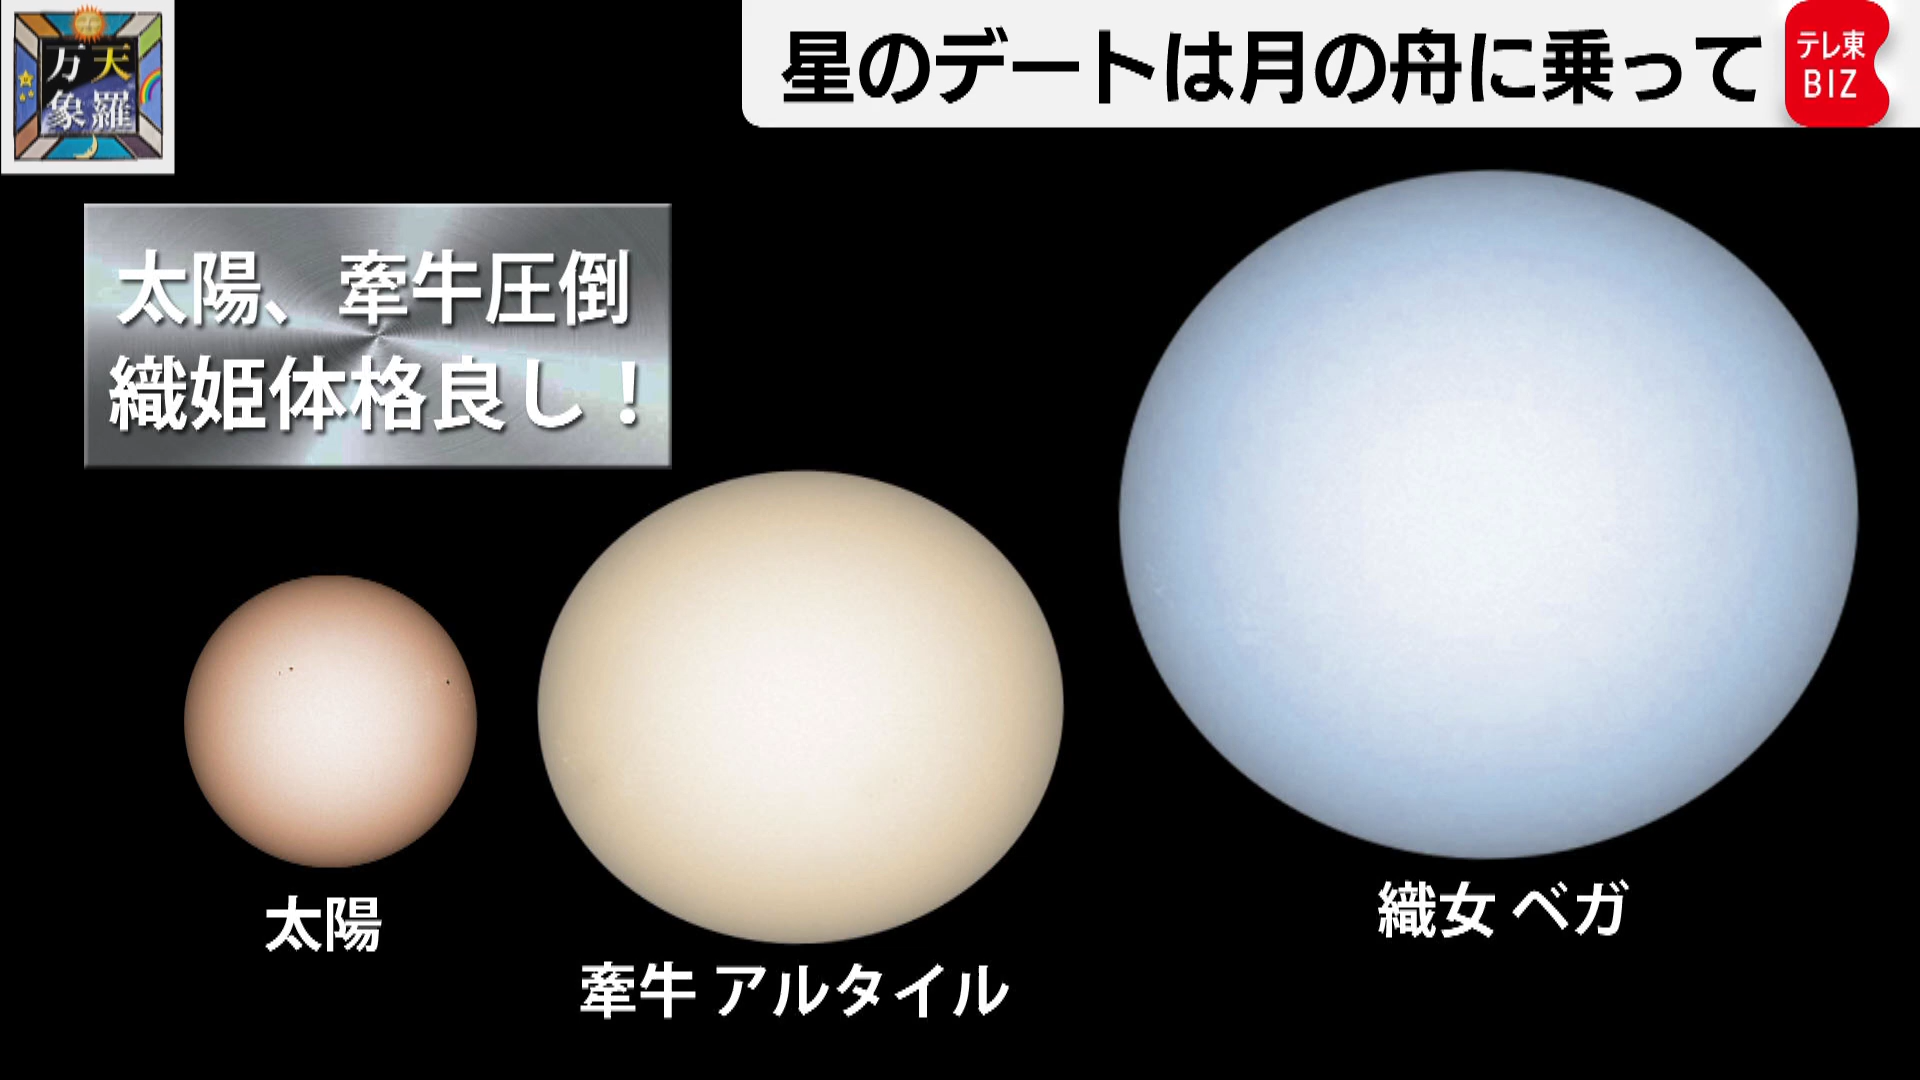 天羅
万象
星のデートは月の舟に乗って
テレ東
BIZ
太陽、牽牛圧倒
織姫体格良し！
太陽
牽牛 アルタイル
織女 ベガ